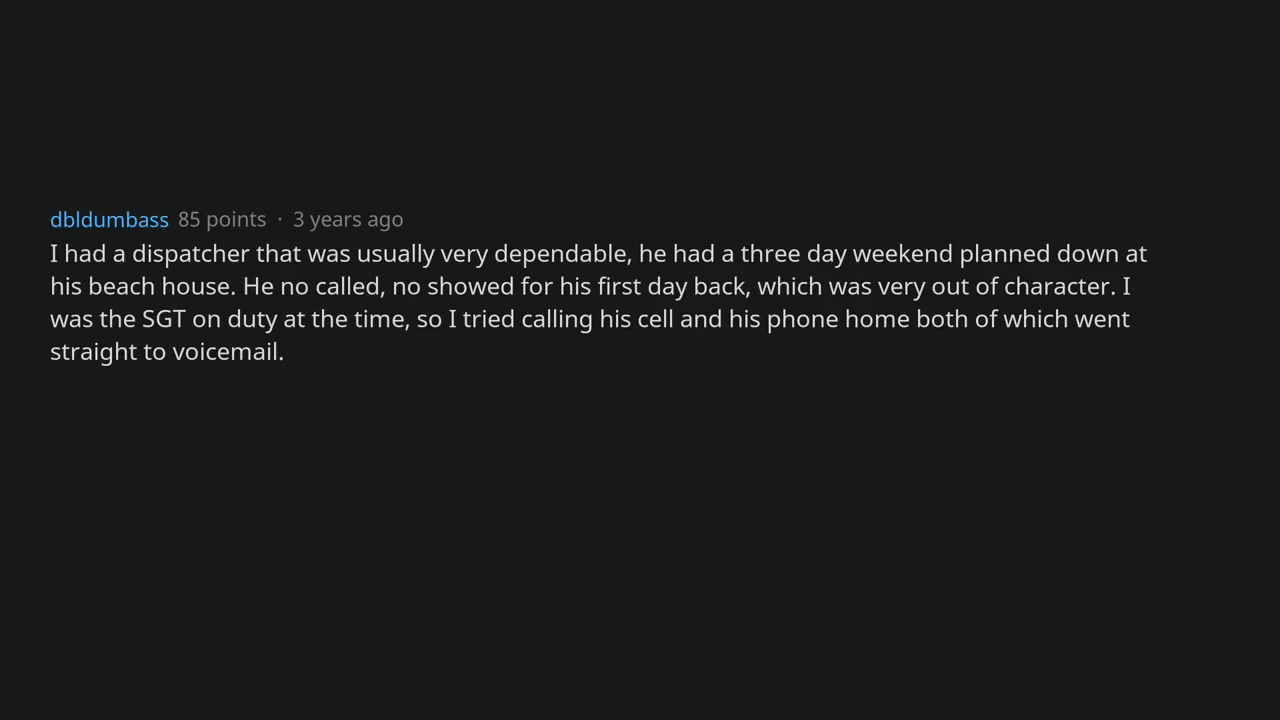 dbldumbass 85 points · 3 years ago
I had a dispatcher that was usually very dependable, he had a three day weekend planned down at
his beach house. He no called, no showed for his first day back, which was very out of character. I
was the SGT on duty at the time, so I tried calling his cell and his phone home both of which went
straight to voicemail.